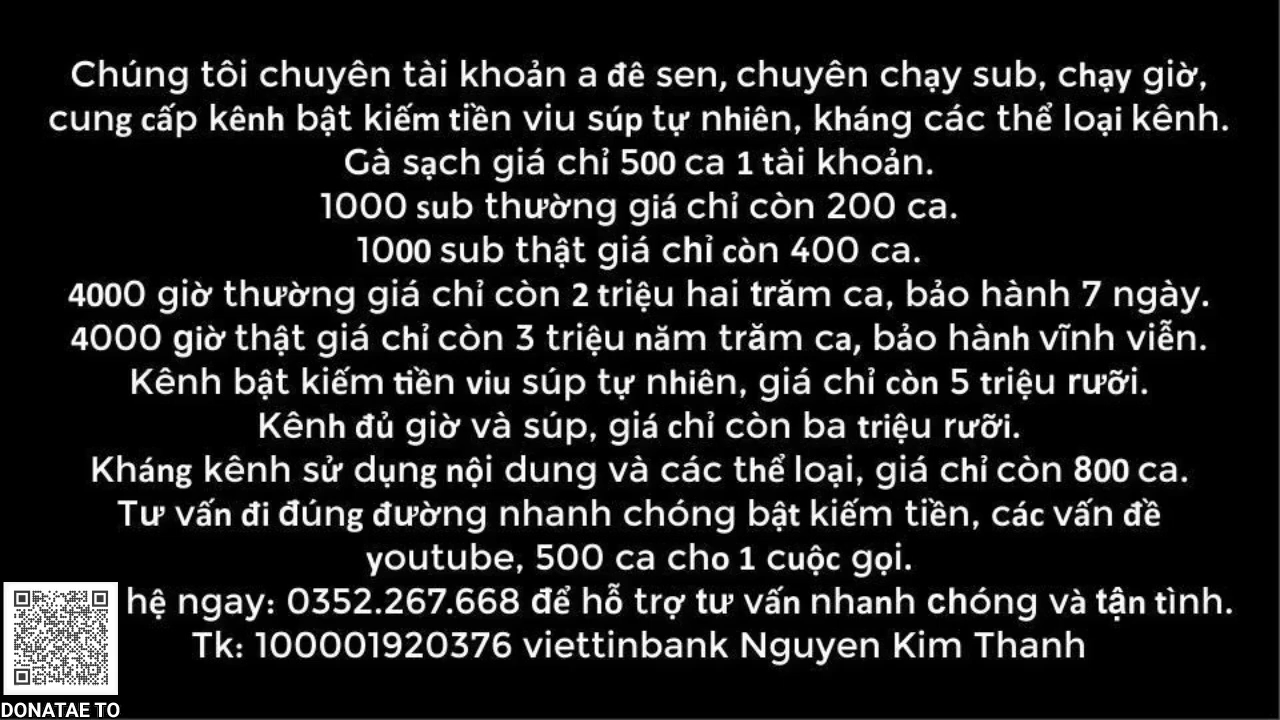 Chúng tôi chuyên tài khoản a đê sen, chuyên chạy sub, chạy giờ,
cung cấp kênh bật kiếm tiền viu súp tự nhiên, kháng các thể loại kênh.
Gà sạch giá chỉ 500 ca 1 tài khoản.
1000 sub thường giá chỉ còn 200 ca.
1000 sub thật giá chỉ còn 400 ca.
4000 giờ thường giá chỉ còn 2 triệu hai trăm ca, bảo hành 7 ngày.
4000 giờ thật giá chỉ còn 3 triệu năm trăm ca, bảo hành vĩnh viễn.
Kênh bật kiếm tiền viu súp tự nhiên, giá chỉ còn 5 triệu rưỡi.
Kênh đủ giờ và súp, giá chỉ còn ba triệu rưỡi.
Kháng kênh sử dụng nội dung và các thể loại, giá chỉ còn 800 ca.
Tư vấn đi đúng đường nhanh chóng bật kiếm tiền, các vấn đề
youtube, 500 ca cho 1 cuộc gọi.
hệ ngay: 0352.267.668 để hỗ trợ tư vấn nhanh chóng và tận tình.
Tk: 100001920376 viettinbank Nguyen Kim Thanh
DONATAE TO